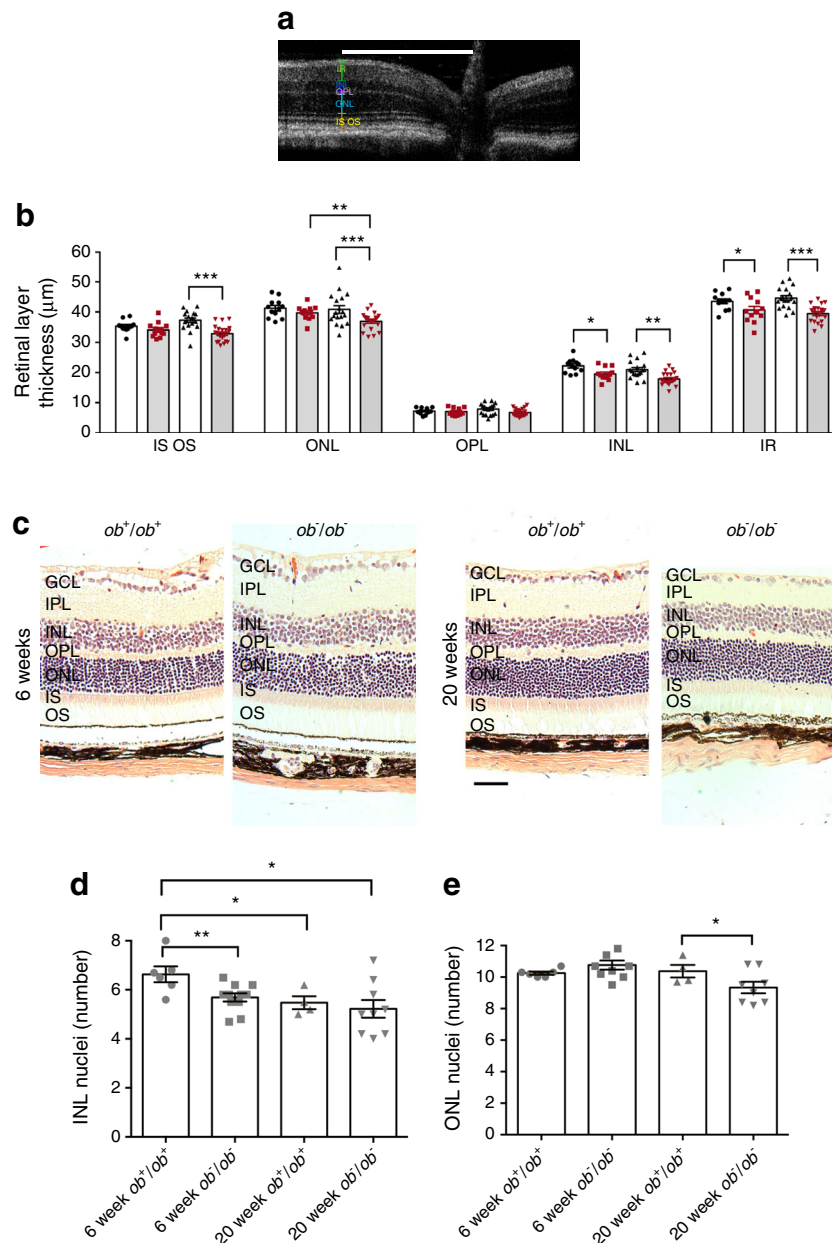 a
IR
INL
OPL
ONL
IS OS
b
** 
*** *** * ** * ***
60
50
40
30
20
10
0
Retinal layer
thickness (μm)
IS OS ONL OPL INL IR
c
ob⁺/ob⁺ ob⁻/ob⁻ ob⁺/ob⁺ ob⁻/ob⁻
6 weeks
GCL
IPL
INL
OPL
ONL
IS
OS
GCL
IPL
INL
OPL
ONL
IS
OS
20 weeks
GCL
IPL
INL
OPL
ONL
IS
OS
GCL
IPL
INL
OPL
ONL
IS
OS
d
*
*
**
8
6
4
2
0
INL nuclei (number)
6 week ob⁺/ob⁺
6 week ob⁻/ob⁻
20 week ob⁺/ob⁺
20 week ob⁻/ob⁻
e
*
12
10
8
6
4
2
0
ONL nuclei (number)
6 week ob⁺/ob⁺
6 week ob⁻/ob⁻
20 week ob⁺/ob⁺
20 week ob⁻/ob⁻